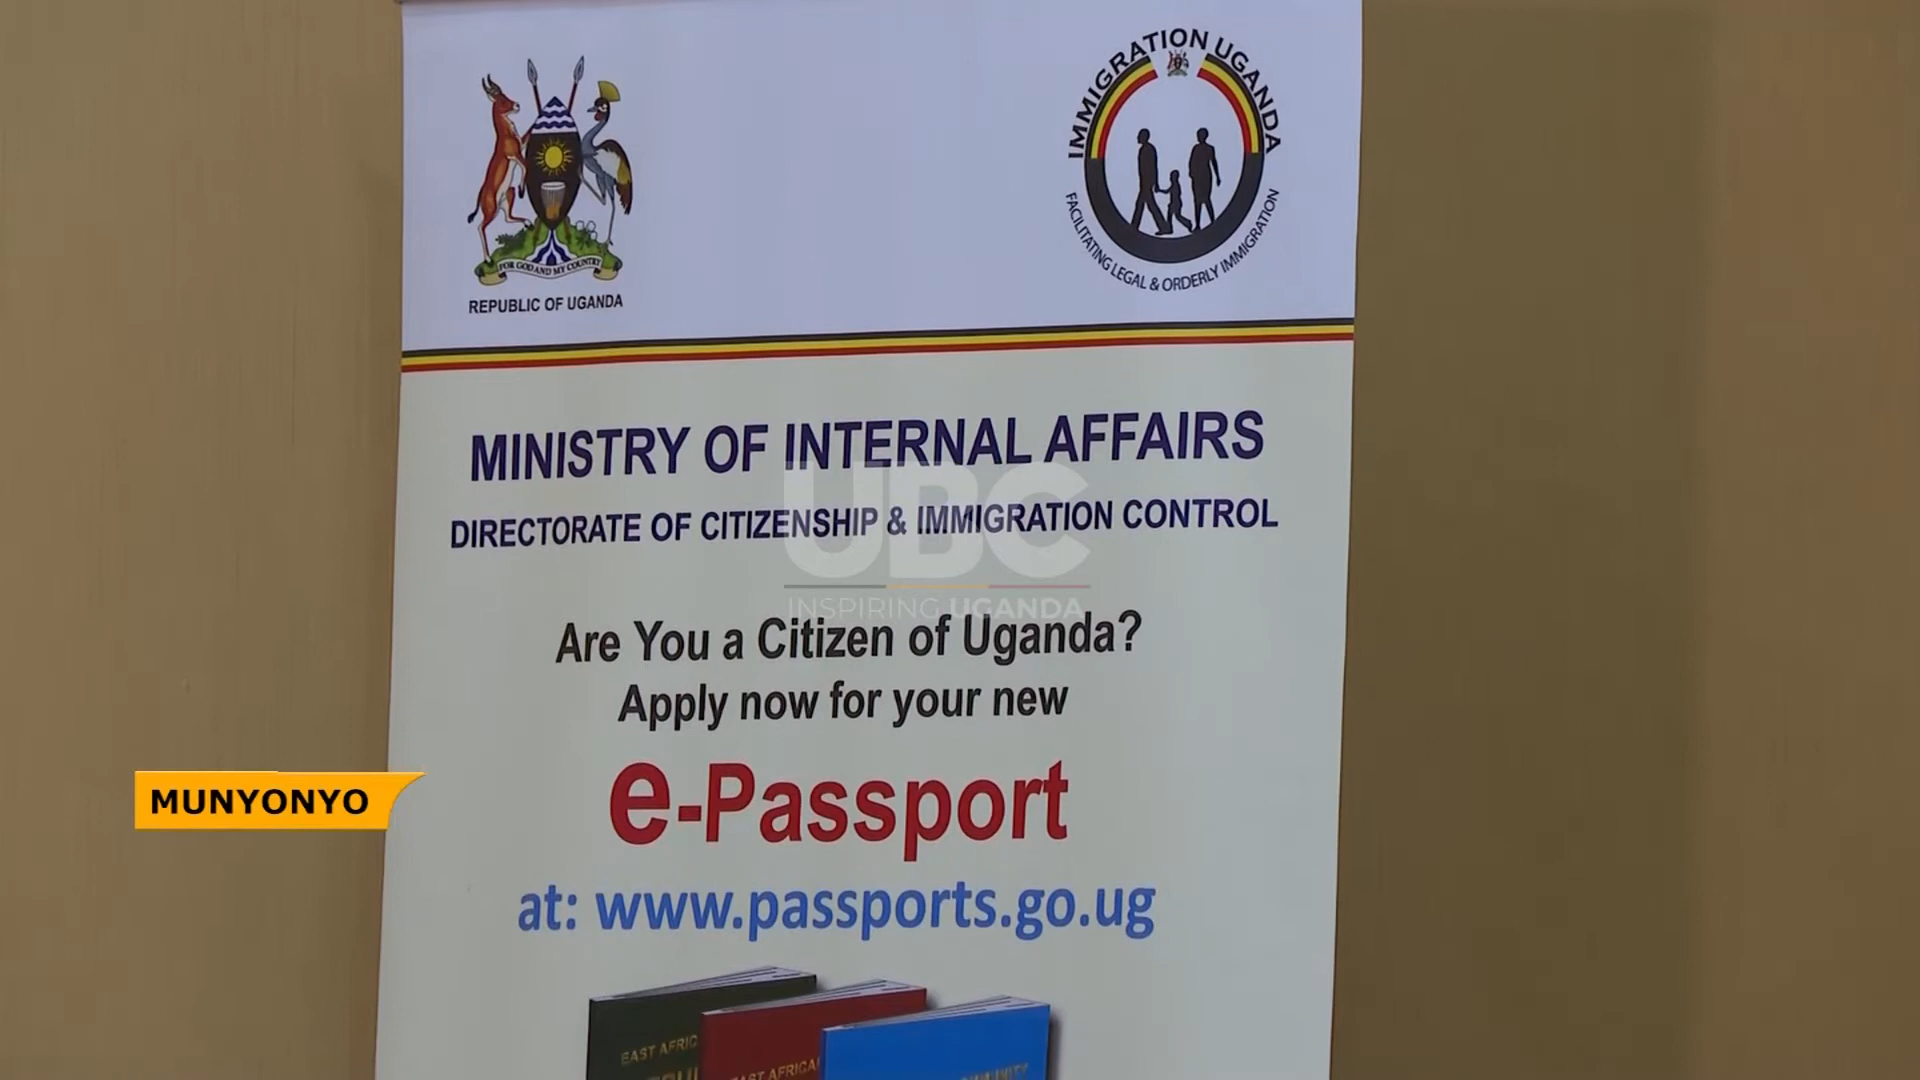 IMMIGRATION UGANDA
FACILITATING LEGAL & ORDERLY IMMIGRATION
FOR GOD AND MY COUNTRY
REPUBLIC OF UGANDA
MINISTRY OF INTERNAL AFFAIRS
DIRECTORATE OF CITIZENSHIP & IMMIGRATION CONTROL
UBC
INSPIRING UGANDA
Are You a Citizen of Uganda?
Apply now for your new
e-Passport
MUNYONYO
at: www.passports.go.ug
EAST AFRIC
EAST AFRICA